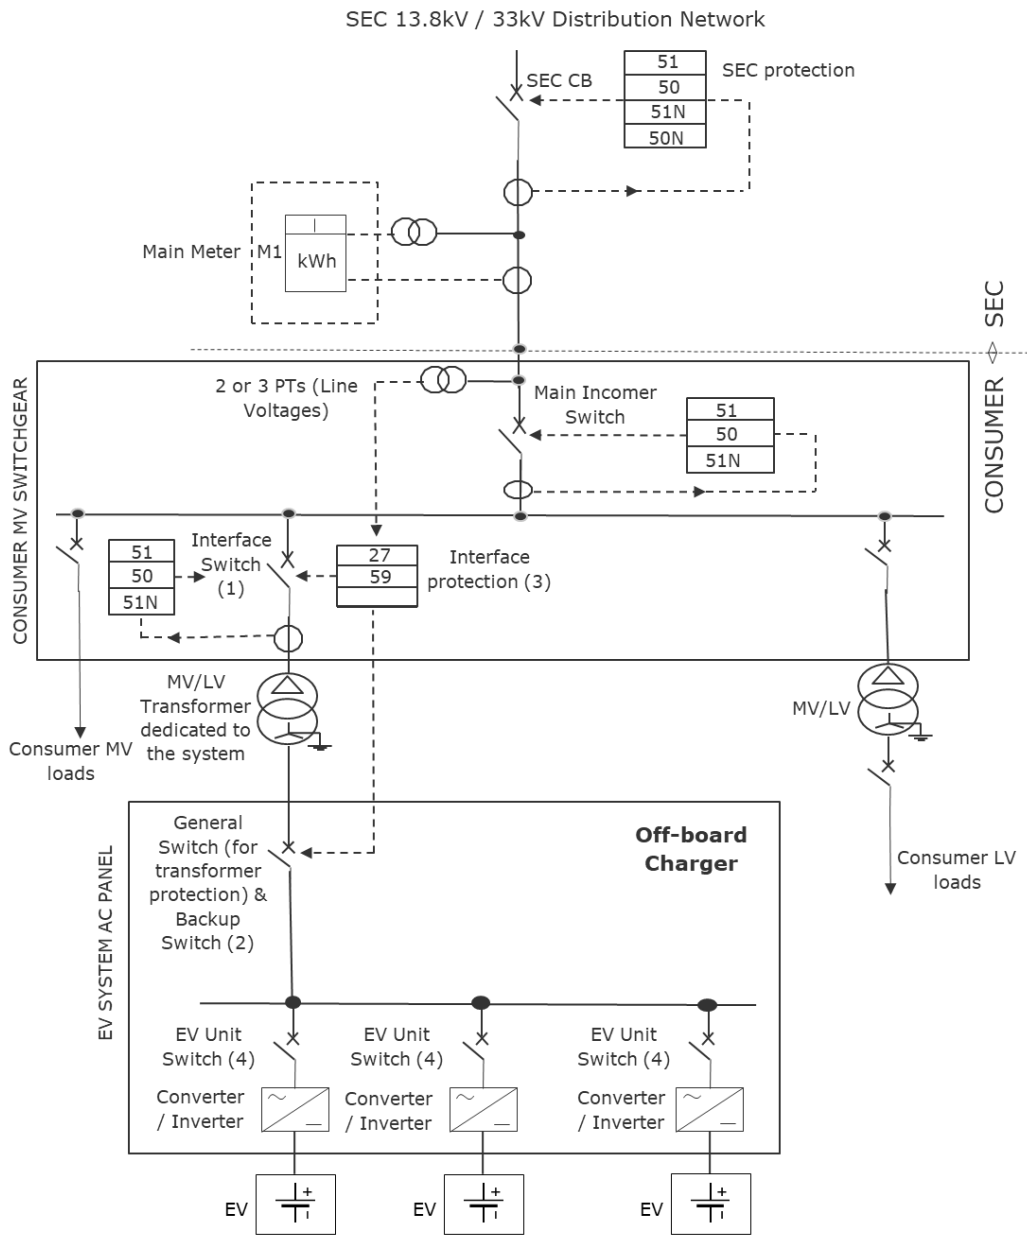 SEC 13.8kV / 33kV Distribution Network
SEC CB
51
50
51N
50N
SEC protection
Main Meter
M1
kWh
SEC
CONSUMER
CONSUMER MV SWITCHGEAR
2 or 3 PTs (Line
Voltages)
Main Incomer
Switch
51
50
51N
51
50
51N
Interface
Switch
(1)
27
59
Interface
protection (3)
MV/LV
Transformer
dedicated to
the system
Consumer MV
loads
MV/LV
Consumer LV
loads
EV SYSTEM AC PANEL
General
Switch (for
transformer
protection) &
Backup
Switch (2)
Off-board
Charger
EV Unit
Switch (4)
EV Unit
Switch (4)
EV Unit
Switch (4)
Converter
/ Inverter
Converter
/ Inverter
Converter
/ Inverter
EV
EV
EV